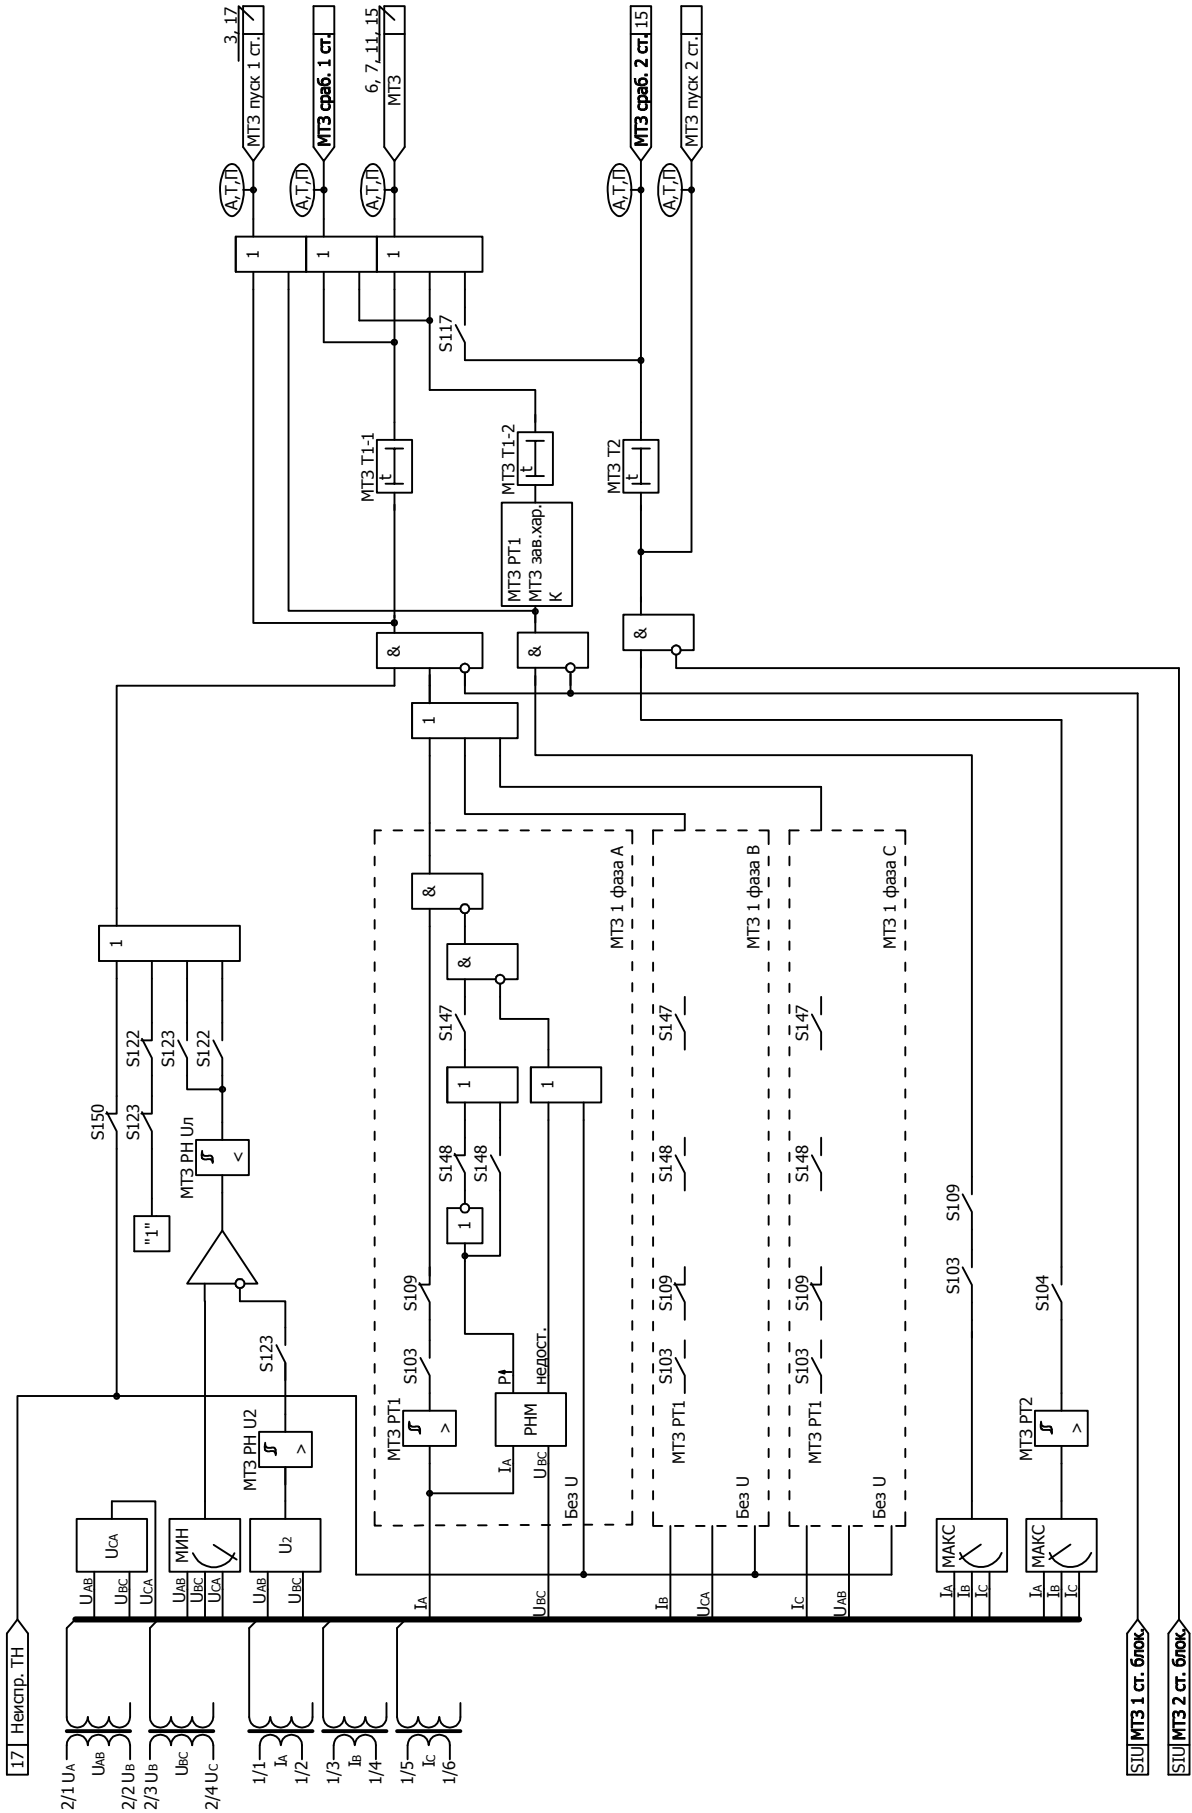 17 Неиспр. ТН
2/1 UA
UAB
2/2 UB
2/3 UB
UBC
2/4 UC
1/1
IA
1/2
1/3
IB
1/4
1/5
IC
1/6
SIU МТЗ 1 ст. блок.
SIU МТЗ 2 ст. блок.
UAB
UBC
UCA
UCA
UAB
UBC
UCA
МИН
UAB
UBC
U2
МТЗ РН U2
>
S123
МТЗ РН Uл
<
"1"
S150
S123
S122
S123
S122
1
IA
UBC
МТЗ РТ1
>
S103
S109
IA
UBC
РНМ
P
недост.
Без U
1
S148
S148
1
1
S147
&
&
МТЗ 1 фаза A
IB
UCA
МТЗ РТ1
S103
S109
S148
S147
Без U
МТЗ 1 фаза B
IC
UAB
МТЗ РТ1
S103
S109
S148
S147
Без U
МТЗ 1 фаза C
IA
IB
IC
МАКС
S103
S109
IA
IB
IC
МАКС
МТЗ РТ2
>
S104
1
&
&
&
МТЗ РТ1
МТЗ зав.хар.
К
МТЗ Т1-1
t
МТЗ Т1-2
t
МТЗ Т2
t
S117
1
1
1
А,Т,П
А,Т,П
А,Т,П
А,Т,П
А,Т,П
МТЗ пуск 1 ст.
3, 17
МТЗ сраб. 1 ст.
МТЗ
6, 7, 11, 15
МТЗ сраб. 2 ст. 15
МТЗ пуск 2 ст.